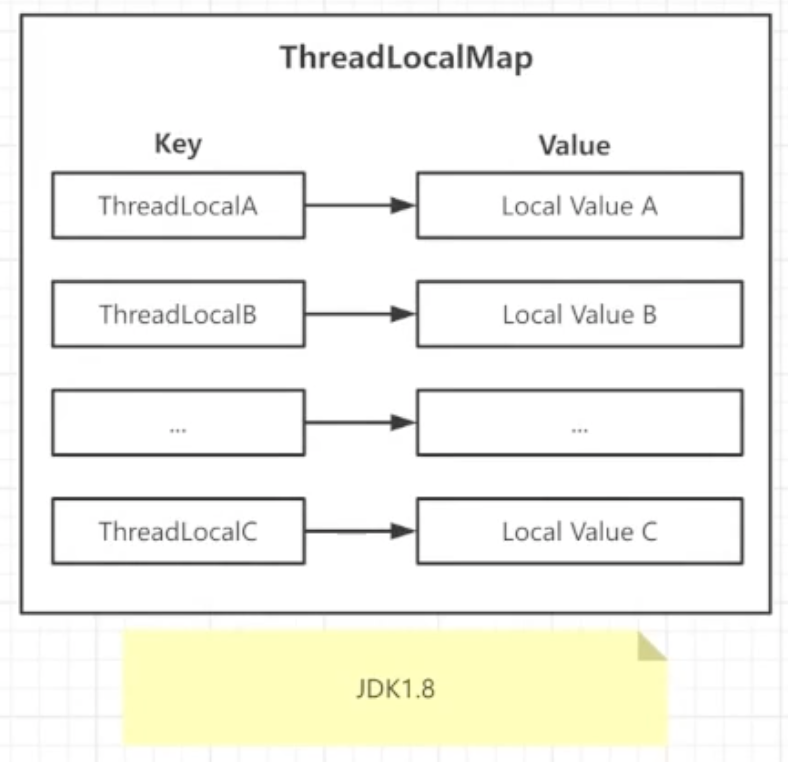 ThreadLocalMap
Key Value
ThreadLocalA Local Value A
ThreadLocalB Local Value B
... ...
ThreadLocalC Local Value C
JDK1.8